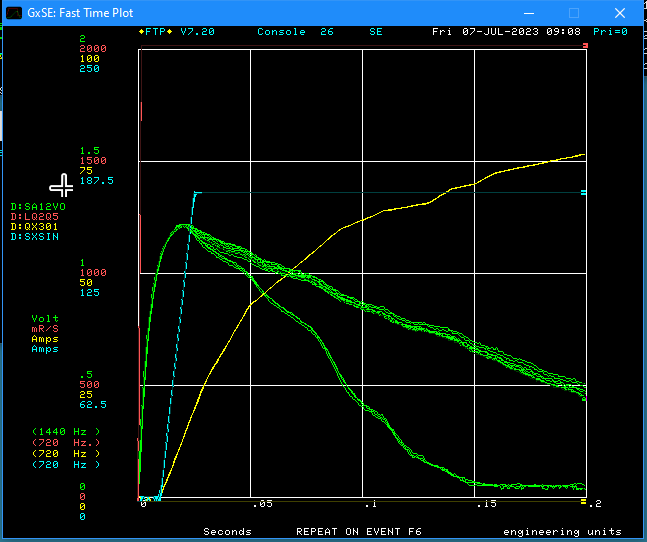 GxSE: Fast Time Plot
◆FTP◆ V7.20 Console 26 SE Fri 07-JUL-2023 09:08 Pri=0
2
2000
100
250
1.5
1500
75
187.5
D:SA12VO
D:LQ2Q5
D:QX301
D:SXSIN
1
1000
50
125
Volt
mR/S
Amps
Amps
.5
500
25
62.5
(1440 Hz )
(720 Hz.)
(720 Hz )
(720 Hz )
0
0
0
0
0 .05 .1 .15 .2
Seconds REPEAT ON EVENT F6 engineering units